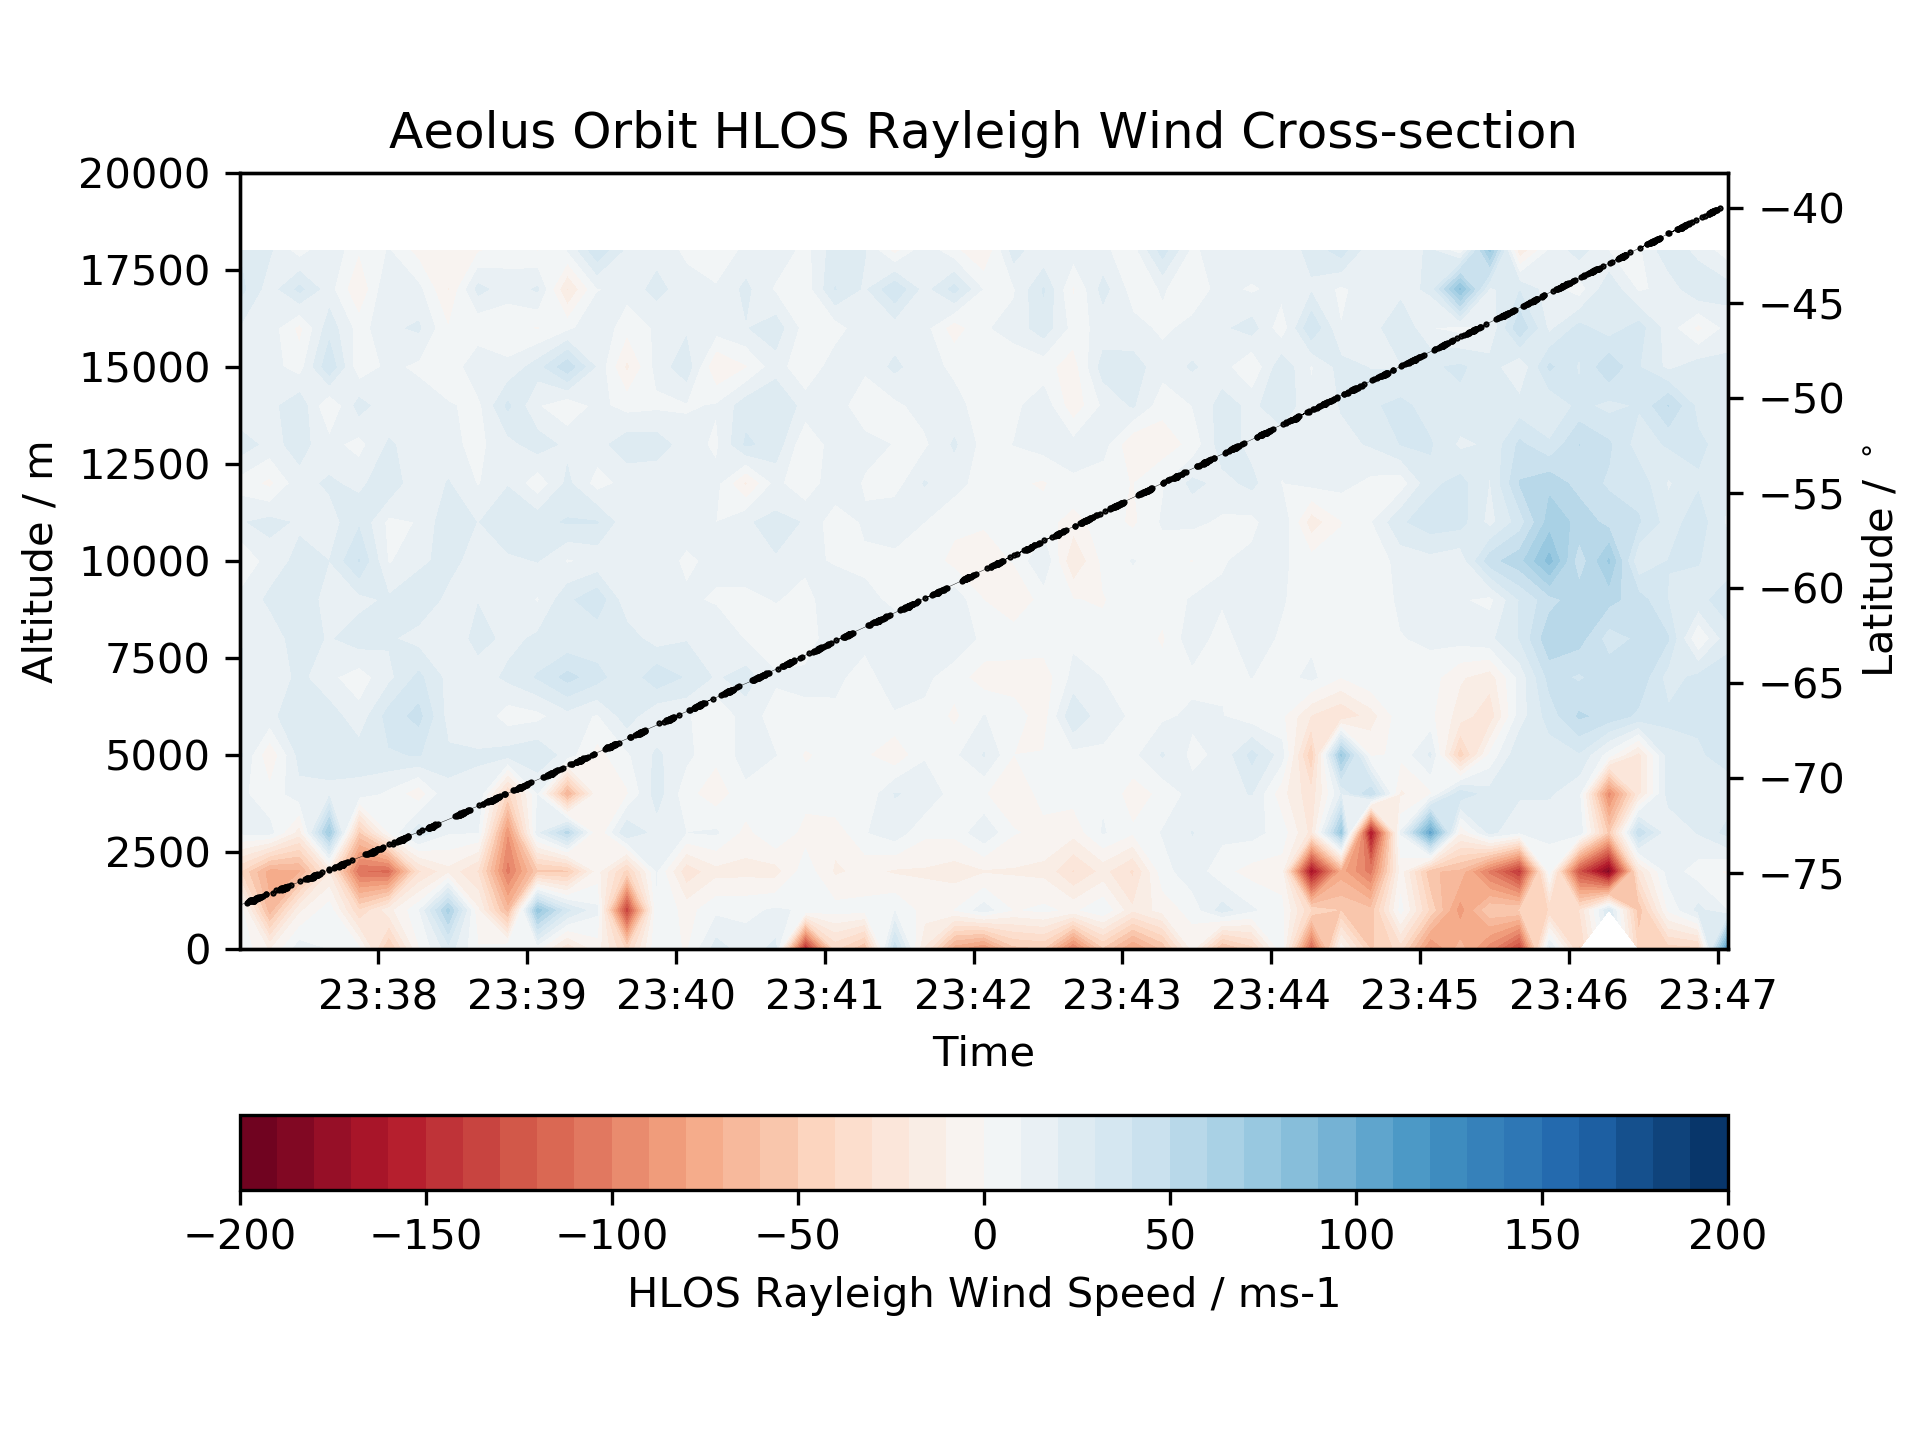 Aeolus Orbit HLOS Rayleigh Wind Cross-section
20000
17500
15000
12500
10000
7500
5000
2500
0
Altitude / m
−40
−45
−50
−55
−60
−65
−70
−75
Latitude / °
23:38 23:39 23:40 23:41 23:42 23:43 23:44 23:45 23:46 23:47
Time
−200 −150 −100 −50 0 50 100 150 200
HLOS Rayleigh Wind Speed / ms-1